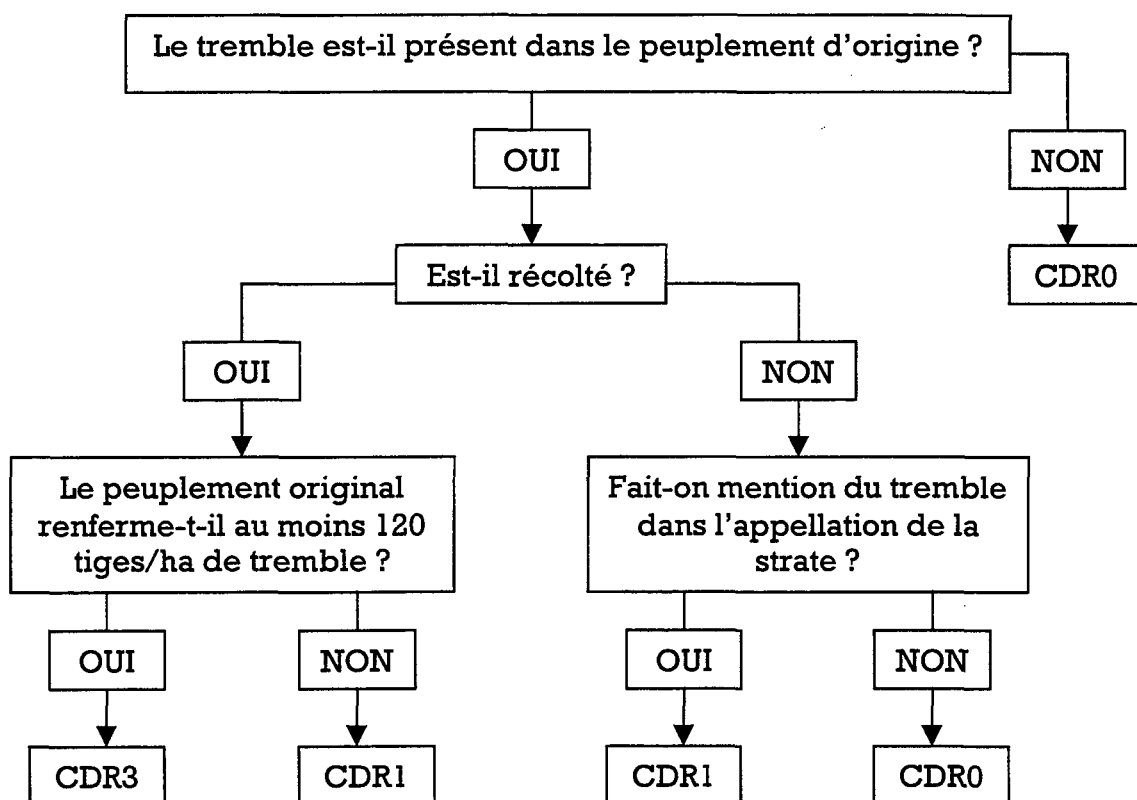 Le tremble est-il présent dans le peuplement d'origine ?
OUI
NON
CDR0
Est-il récolté ?
OUI
NON
Le peuplement original
renferme-t-il au moins 120
tiges/ha de tremble ?
Fait-on mention du tremble
dans l'appellation de la
strate ?
OUI
NON
OUI
NON
CDR3
CDR1
CDR1
CDR0